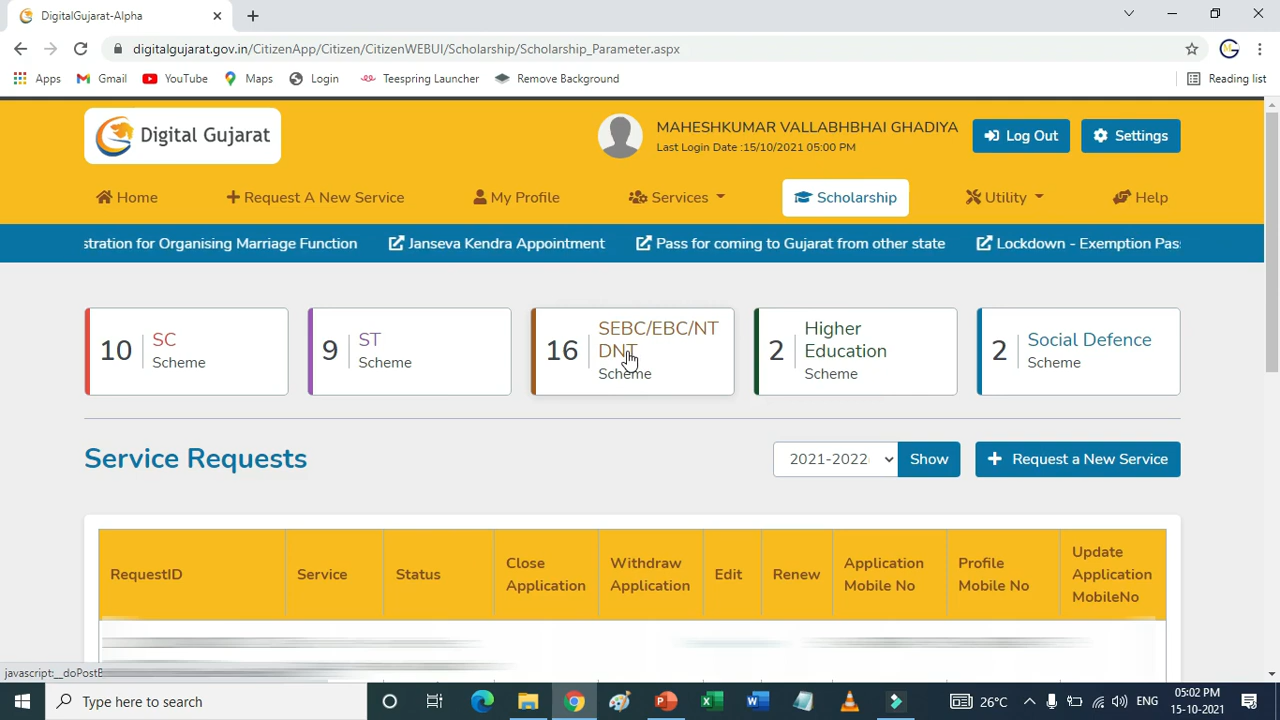 DigitalGujarat-Alpha
digitalgujarat.gov.in/CitizenApp/Citizen/CitizenWEBUI/Scholarship/Scholarship_Parameter.aspx
Apps Gmail YouTube Maps Login Teespring Launcher Remove Background Reading list
Digital Gujarat
MAHESHKUMAR VALLABHBHAI GHADIYA
Last Login Date :15/10/2021 05:00 PM
Log Out
Settings
Home Request A New Service My Profile Services Scholarship Utility Help
stration for Organising Marriage Function Janseva Kendra Appointment Pass for coming to Gujarat from other state Lockdown - Exemption Pas
10 SC
Scheme
9 ST
Scheme
16 SEBC/EBC/NT
DNT
Scheme
2 Higher
Education
Scheme
2 Social Defence
Scheme
Service Requests
2021-2022 Show
Request a New Service
RequestID
Service
Status
Close
Application
Withdraw
Application
Edit
Renew
Application
Mobile No
Profile
Mobile No
Update
Application
MobileNo
javascript:__doPostB
Type here to search
26°C
ENG
05:02 PM
15-10-2021